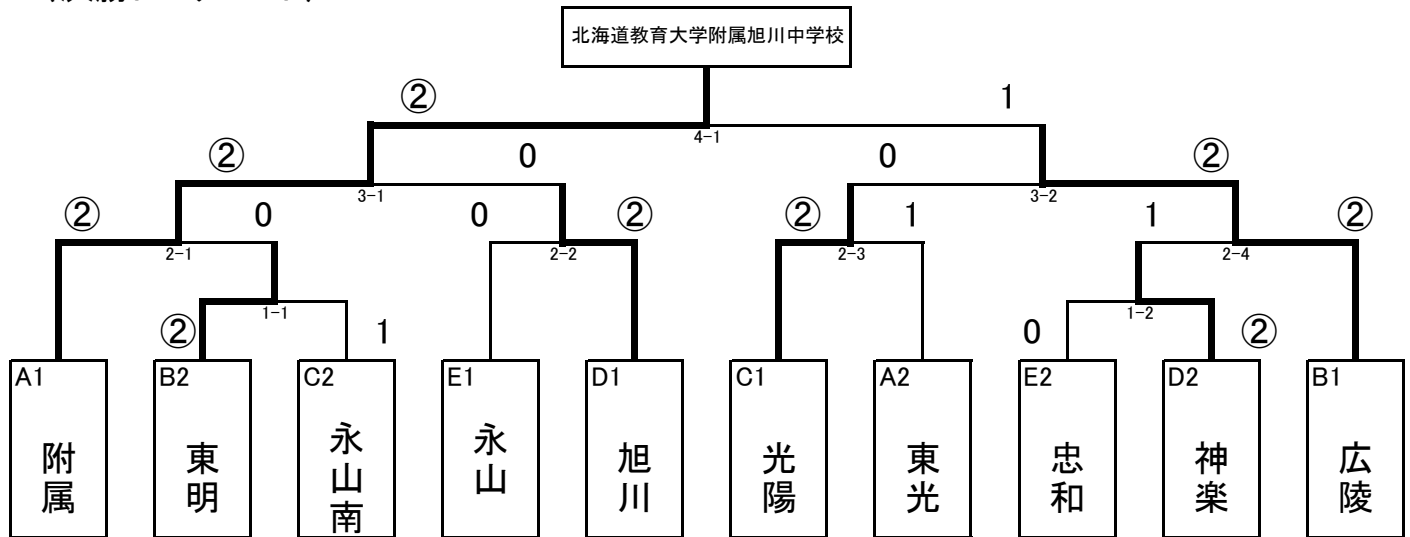 北海道教育大学附属旭川中学校
② 1
4-1
② 0 0 ②
3-1 3-2
② 0 0 ② ② 1 1 ②
2-1 2-2 2-3 2-4
1-1 1-2
② 1 0 ②
A1 B2 C2 E1 D1 C1 A2 E2 D2 B1
附属 東明 永山南 永山 旭川 光陽 東光 忠和 神楽 広陵